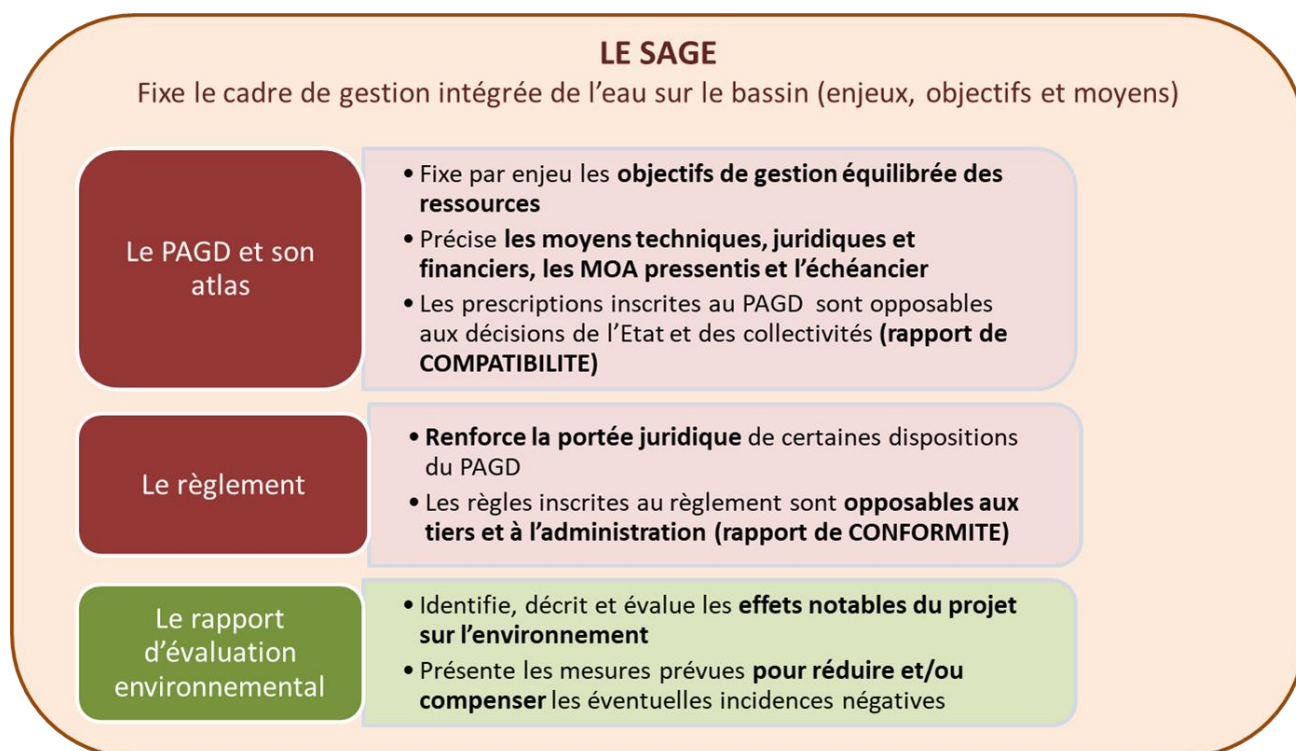 LE SAGE
Fixe le cadre de gestion intégrée de l’eau sur le bassin (enjeux, objectifs et moyens)
Le PAGD et son
atlas
• Fixe par enjeu les objectifs de gestion équilibrée des
ressources
• Précise les moyens techniques, juridiques et
financiers, les MOA pressentis et l’échéancier
• Les prescriptions inscrites au PAGD sont opposables
aux décisions de l’Etat et des collectivités (rapport de
COMPATIBILITE)
Le règlement
• Renforce la portée juridique de certaines dispositions
du PAGD
• Les règles inscrites au règlement sont opposables aux
tiers et à l’administration (rapport de CONFORMITE)
Le rapport
d’évaluation
environnemental
• Identifie, décrit et évalue les effets notables du projet
sur l’environnement
• Présente les mesures prévues pour réduire et/ou
compenser les éventuelles incidences négatives